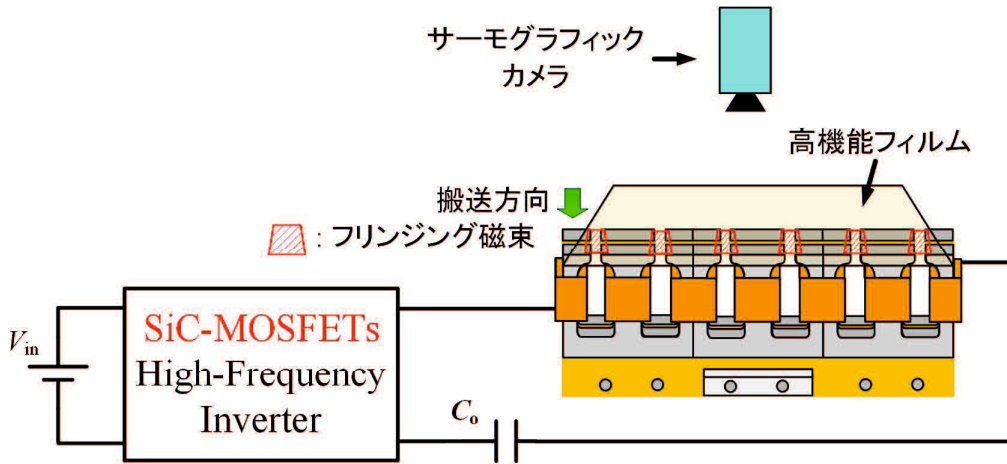 サーモグラフィック
カメラ
高機能フィルム
搬送方向
: フリンジング磁束
SiC-MOSFETs
High-Frequency
Inverter
Vin
Co